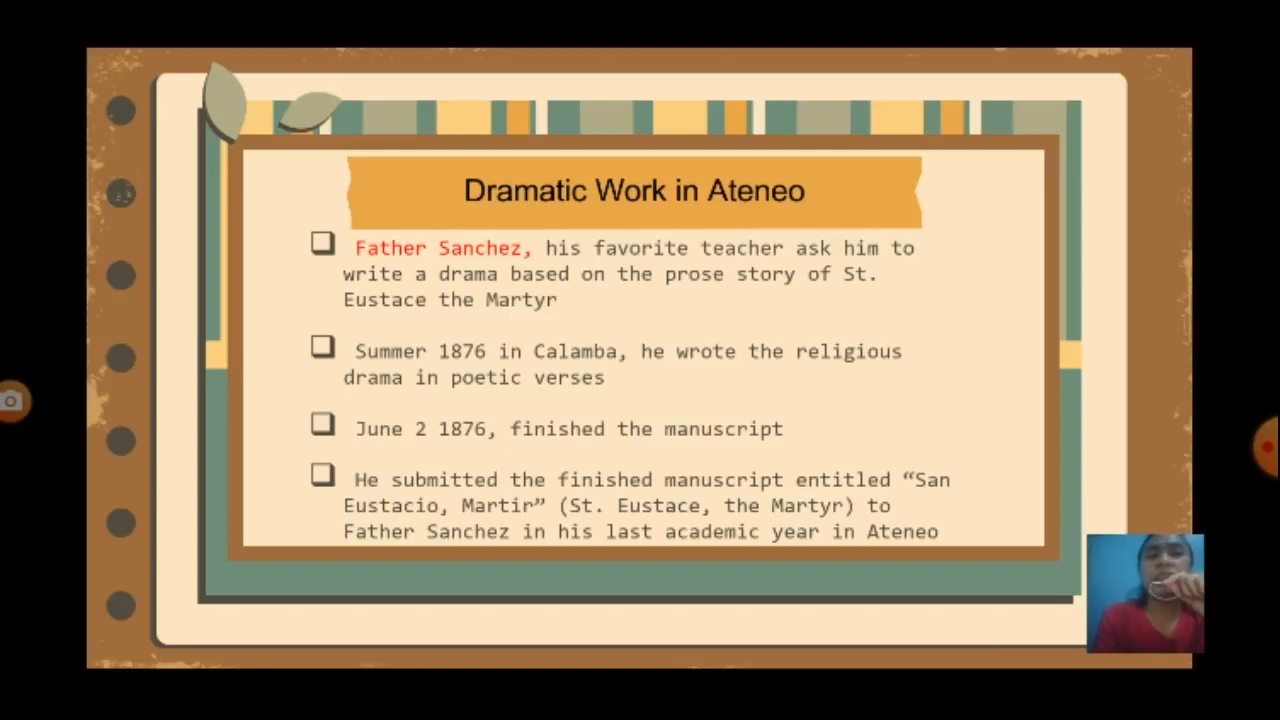 Dramatic Work in Ateneo
Father Sanchez, his favorite teacher ask him to
write a drama based on the prose story of St.
Eustace the Martyr
Summer 1876 in Calamba, he wrote the religious
drama in poetic verses
June 2 1876, finished the manuscript
He submitted the finished manuscript entitled “San
Eustacio, Martir” (St. Eustace, the Martyr) to
Father Sanchez in his last academic year in Ateneo